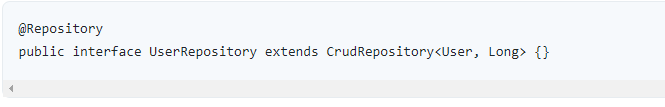 @Repository
public interface UserRepository extends CrudRepository<User, Long> {}